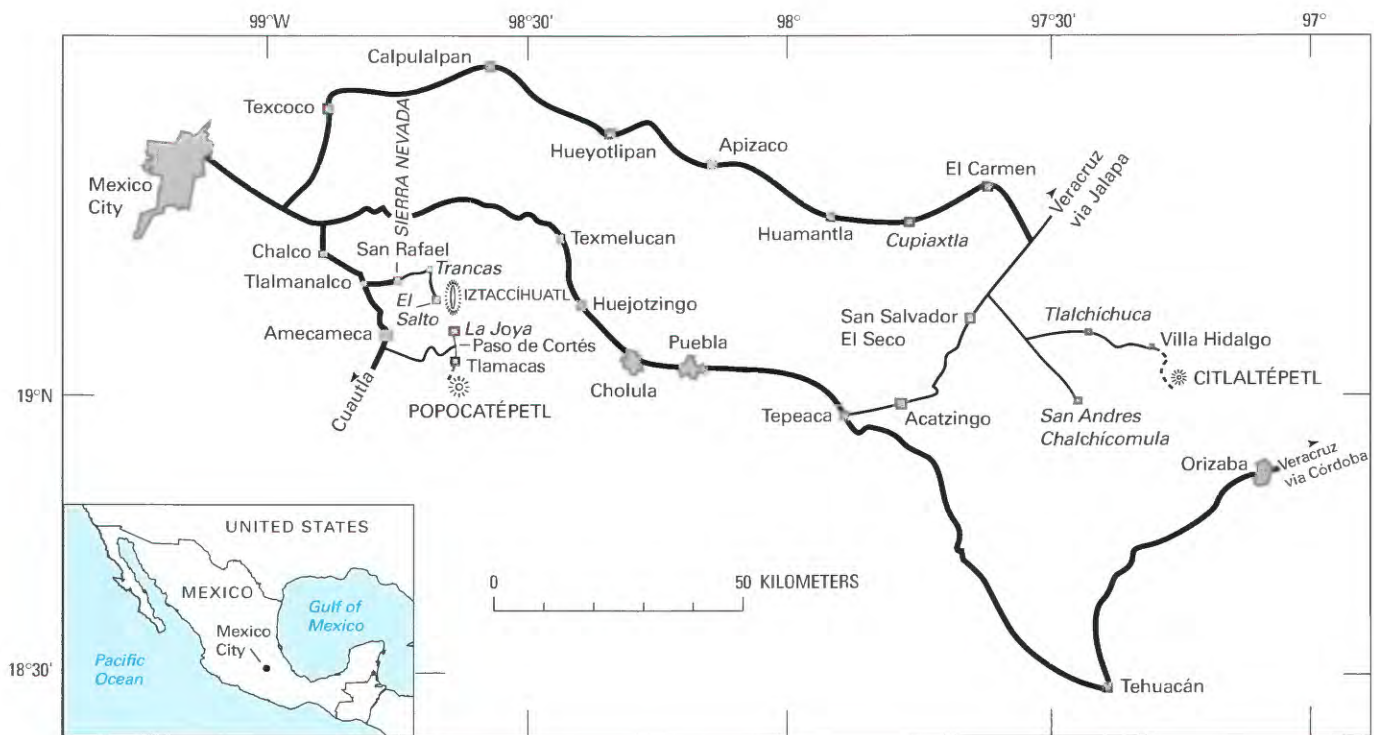 99°W
98°30'
98°
97°30'
97°
Calpulalpan
Texcoco
SIERRA NEVADA
Hueyotlipan
Apizaco
El Carmen
Veracruz
via Jalapa
Mexico
City
Huamantla
Cupiaxtla
Chalco
San Rafael
Texmelucan
Tlalmanalco
Trancas
El
Salto
IZTACCÍHUATL
Huejotzingo
San Salvador
El Seco
Tlalchíchuca
Villa Hidalgo
Amecameca
La Joya
Paso de Cortés
Tlamacas
Puebla
Cuautla
POPOCATÉPETL
Cholula
CITLALTÉPETL
19°N
Tepeaca
Acatzingo
San Andres
Chalchícomula
Orizaba
Veracruz
via Córdoba
UNITED STATES
MEXICO
Gulf of
Mexico
Mexico
City
Pacific
Ocean
0
50 KILOMETERS
18°30'
Tehuacán